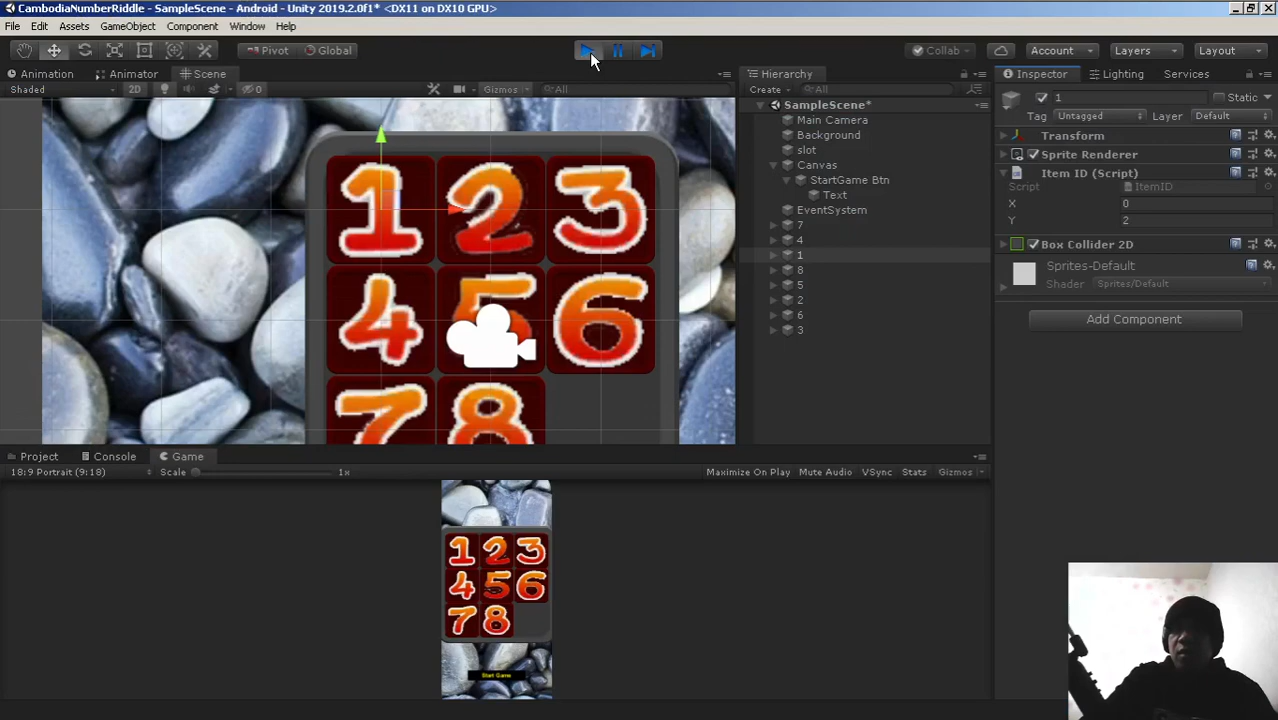 CambodiaNumberRiddle - SampleScene - Android - Unity 2019.2.0f1* <DX11 on DX10 GPU>
File Edit Assets GameObject Component Window Help
Pivot Global Collab Account Layers Layout
Animation Animator Scene
Shaded 2D 0 Gizmos All
1 2 3
4 5 6
7 8
Hierarchy
Create All
SampleScene*
Main Camera
Background
slot
Canvas
StartGame Btn
Text
EventSystem
7
4
1
8
5
2
6
3
Inspector Lighting Services
1 Static
Tag Untagged Layer Default
Transform
Sprite Renderer
Item ID (Script)
Script ItemID
X 0
Y 2
Box Collider 2D
Sprites-Default
Shader Sprites/Default
Add Component
Project Console Game
18:9 Portrait (9:18) Scale 1x Maximize On Play Mute Audio VSync Stats Gizmos
1 2 3
4 5 6
7 8
Start Game